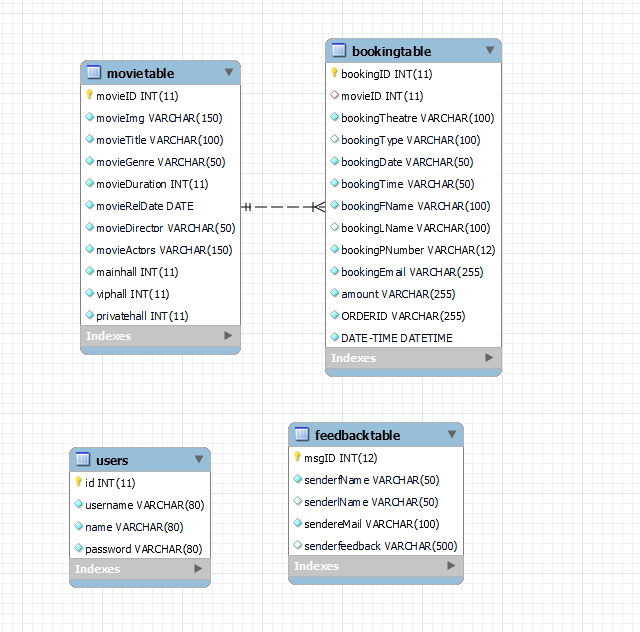 movietable
movieID INT(11)
movieImg VARCHAR(150)
movieTitle VARCHAR(100)
movieGenre VARCHAR(50)
movieDuration INT(11)
movieRelDate DATE
movieDirector VARCHAR(50)
movieActors VARCHAR(150)
mainhall INT(11)
viphall INT(11)
privatehall INT(11)
Indexes
bookingtable
bookingID INT(11)
movieID INT(11)
bookingTheatre VARCHAR(100)
bookingType VARCHAR(100)
bookingDate VARCHAR(50)
bookingTime VARCHAR(50)
bookingFName VARCHAR(100)
bookingLName VARCHAR(100)
bookingPNumber VARCHAR(12)
bookingEmail VARCHAR(255)
amount VARCHAR(255)
ORDERID VARCHAR(255)
DATE-TIME DATETIME
Indexes
users
id INT(11)
username VARCHAR(80)
name VARCHAR(80)
password VARCHAR(80)
Indexes
feedbacktable
msgID INT(12)
senderfName VARCHAR(50)
senderlName VARCHAR(50)
sendereMail VARCHAR(100)
senderfeedback VARCHAR(500)
Indexes